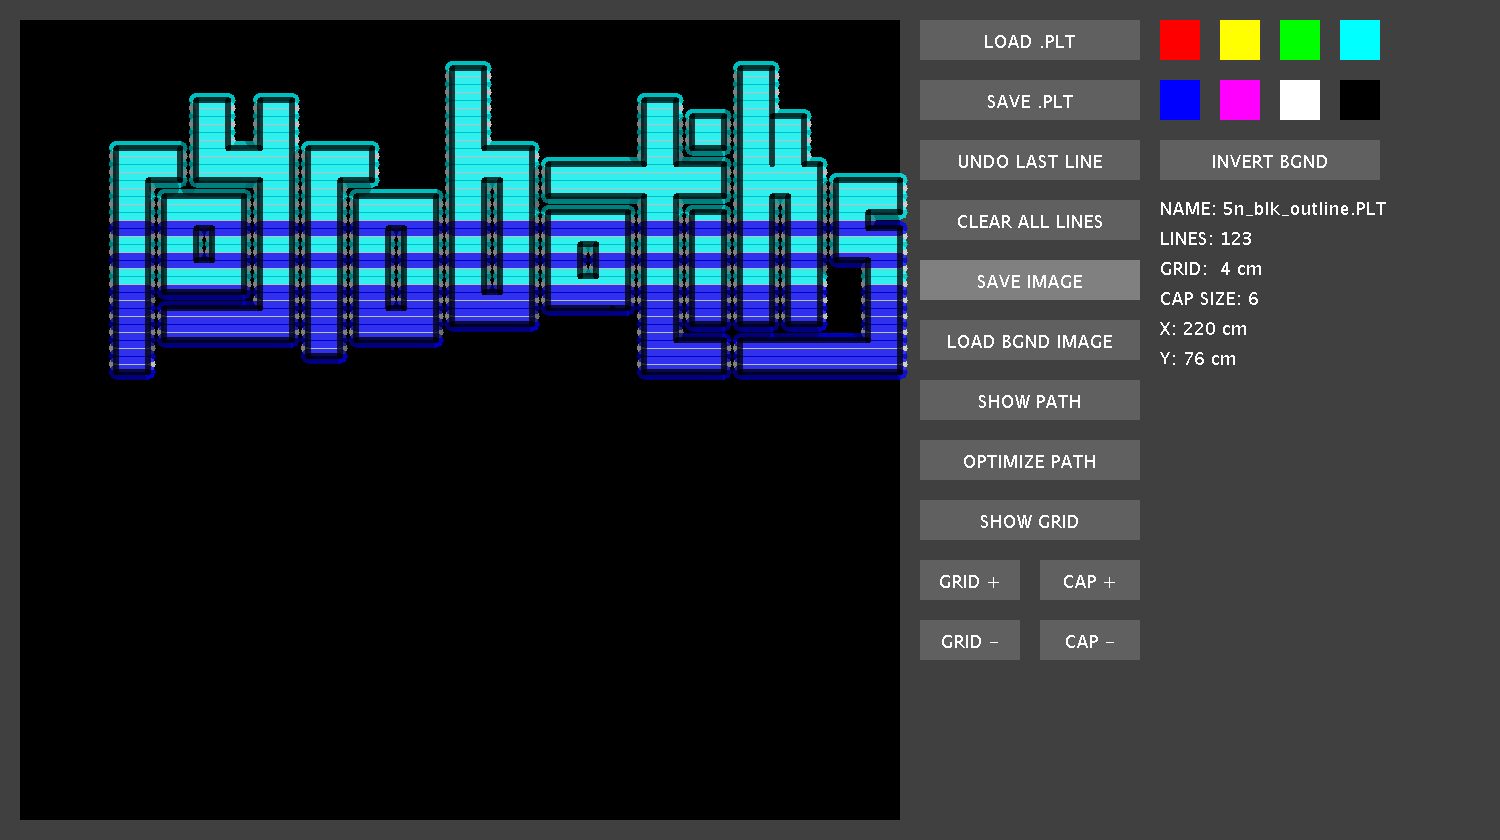 LOAD .PLT
SAVE .PLT
UNDO LAST LINE
INVERT BGND
CLEAR ALL LINES
NAME: 5n_blk_outline.PLT
LINES: 123
SAVE IMAGE
GRID: 4 cm
CAP SIZE: 6
LOAD BGND IMAGE
X: 220 cm
Y: 76 cm
SHOW PATH
OPTIMIZE PATH
SHOW GRID
GRID +
CAP +
GRID –
CAP –